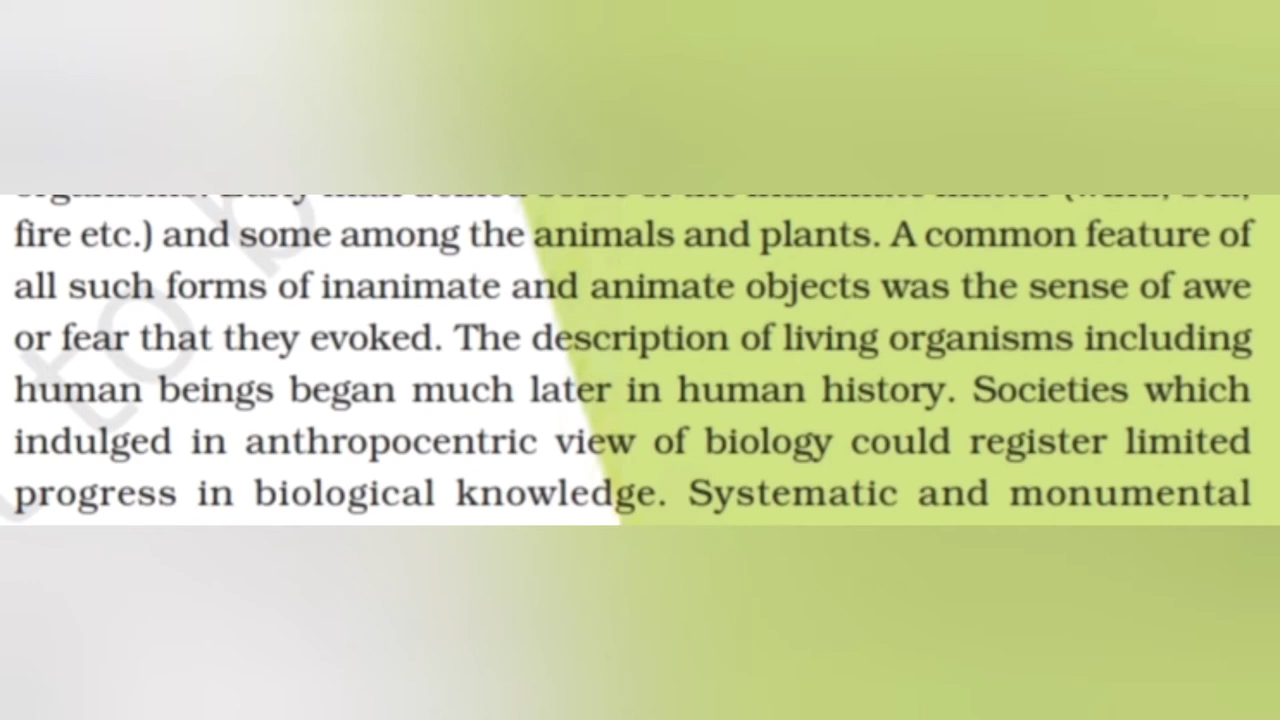 fire etc.) and some among the animals and plants. A common feature of
all such forms of inanimate and animate objects was the sense of awe
or fear that they evoked. The description of living organisms including
human beings began much later in human history. Societies which
indulged in anthropocentric view of biology could register limited
progress in biological knowledge. Systematic and monumental